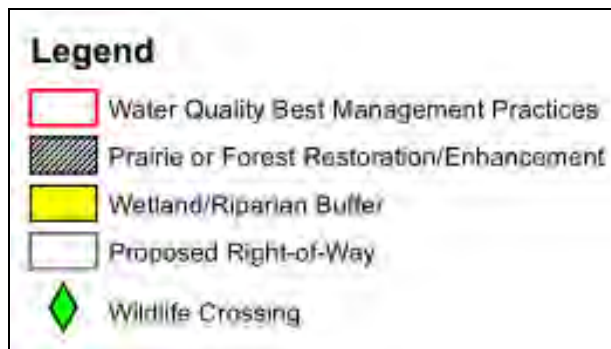 Legend
Water Quality Best Management Practices
Prairie or Forest Restoration/Enhancement
Wetland/Riparian Buffer
Proposed Right-of-Way
Wildlife Crossing